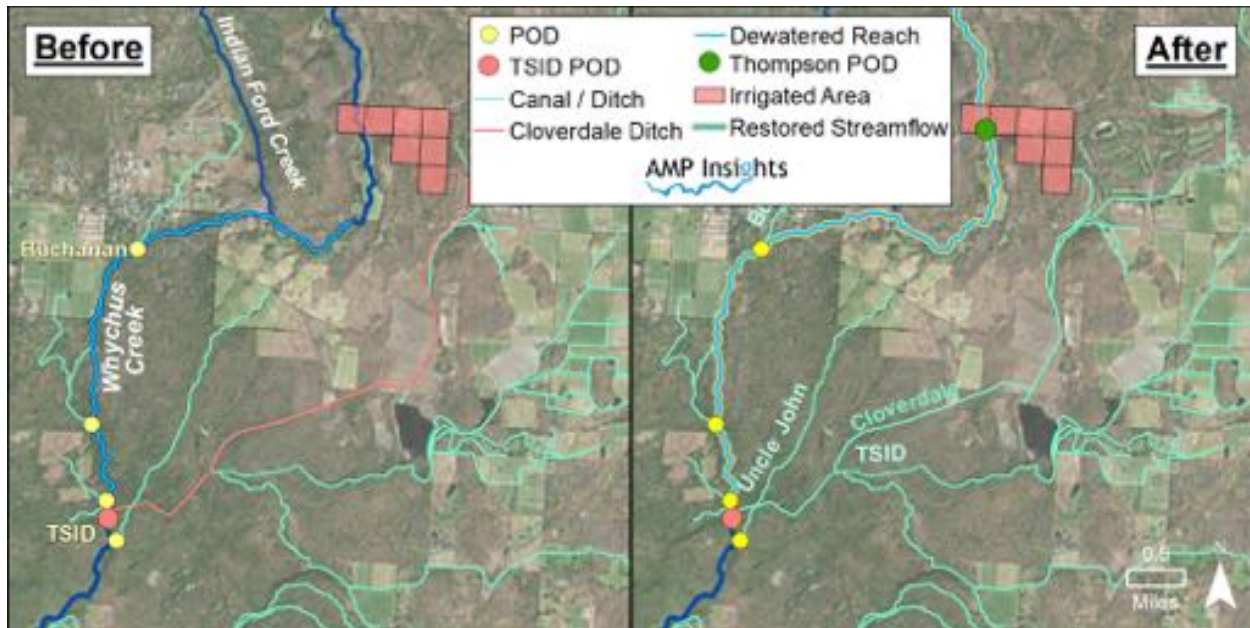 Before
Indian Ford Creek
Buchanan
Whychus
Creek
TSID
POD
TSID POD
Canal / Ditch
Cloverdale Ditch
Dewatered Reach
Thompson POD
Irrigated Area
Restored Streamflow
AMP Insights
After
Uncle John
Cloverdale
TSID
0.5
Miles
N